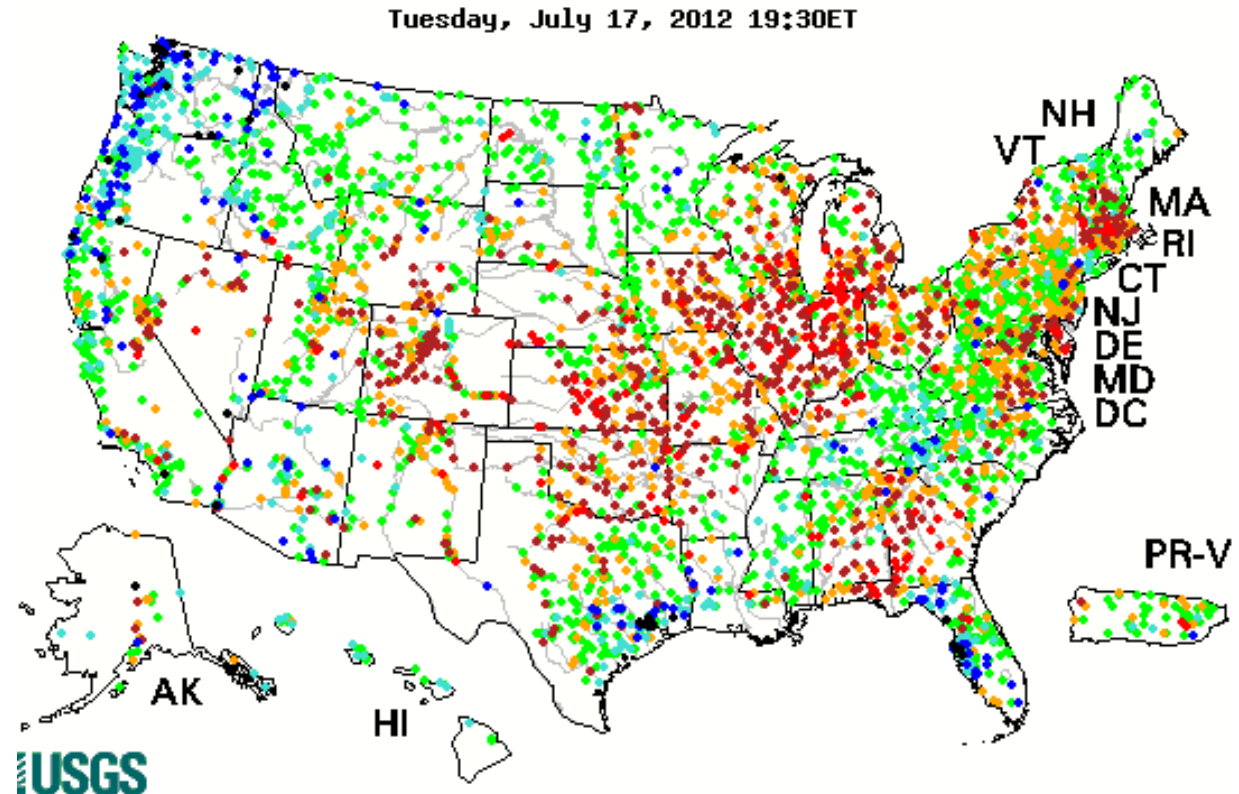 Tuesday, July 17, 2012 19:30ET
NH
VT
MA
RI
CT
NJ
DE
MD
DC
PR-V
AK
HI
USGS